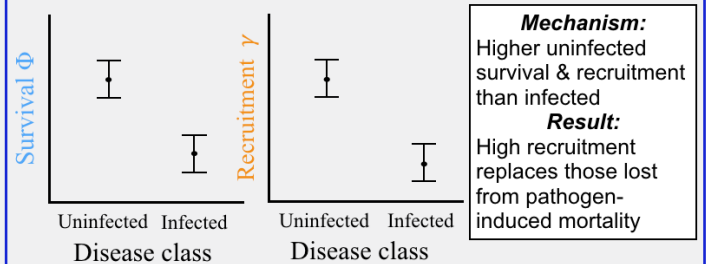 Survival Φ
Uninfected Infected
Disease class
Recruitment γ
Uninfected Infected
Disease class
Mechanism:
Higher uninfected
survival & recruitment
than infected
Result:
High recruitment
replaces those lost
from pathogen-
induced mortality